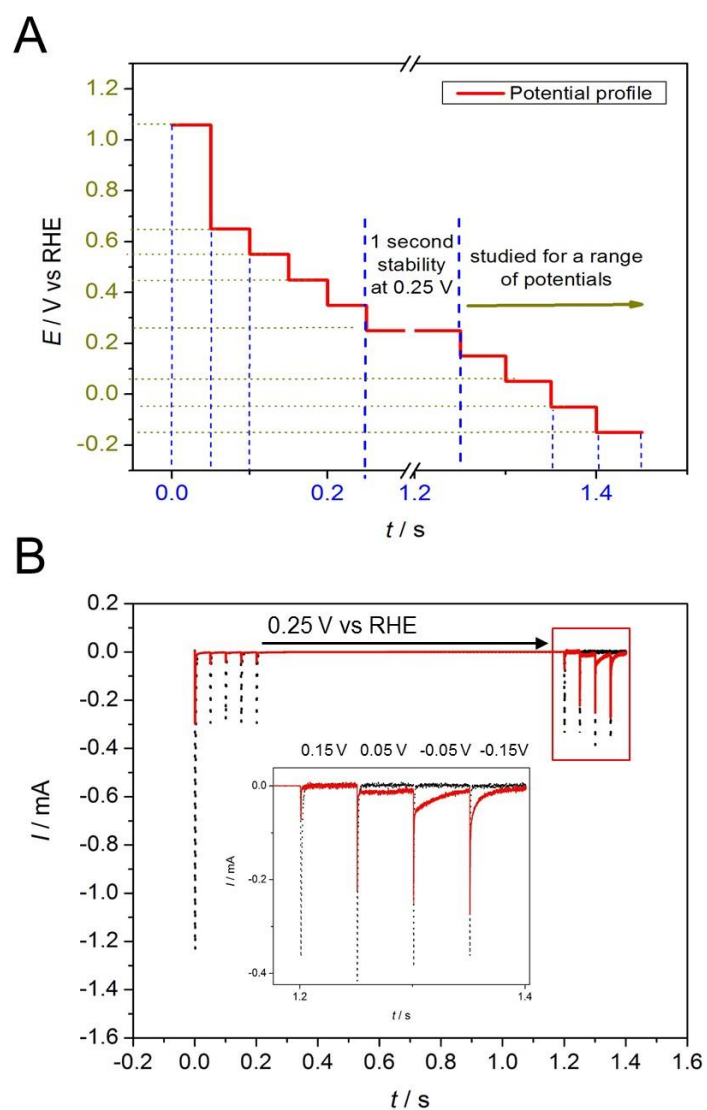 A
1.2
1.0
0.8
0.6
0.4
0.2
0.0
-0.2
E / V vs RHE
Potential profile
1 second
stability
at 0.25 V
studied for a range
of potentials
0.0
0.2
1.2
1.4
t / s
B
0.2
0.0
-0.2
-0.4
-0.6
-0.8
-1.0
-1.2
-1.4
-1.6
I / mA
0.25 V vs RHE
0.15 V 0.05 V -0.05 V -0.15V
0.0
-0.2
-0.4
I / mA
1.2
1.4
t / s
-0.2 0.0 0.2 0.4 0.6 0.8 1.0 1.2 1.4 1.6
t / s